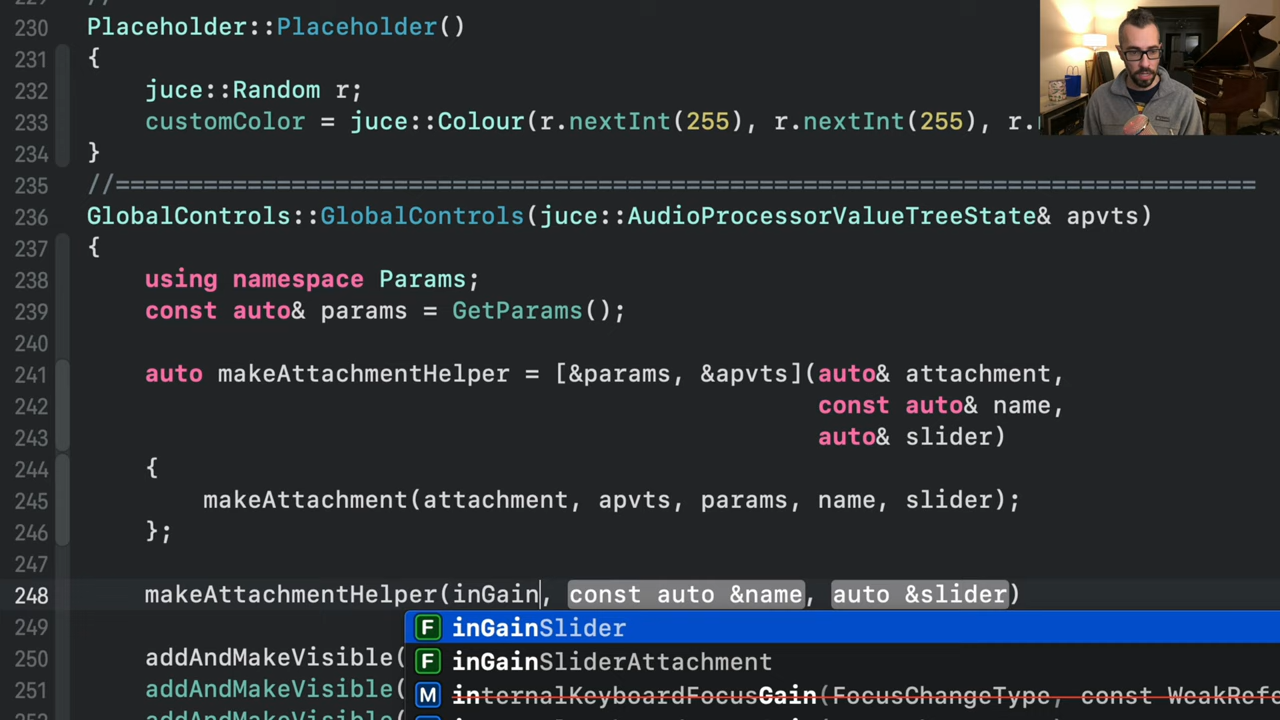 229 //
230 Placeholder::Placeholder()
231 {
232 juce::Random r;
233 customColor = juce::Colour(r.nextInt(255), r.nextInt(255), r.
234 }
235 //==============================================================================
236 GlobalControls::GlobalControls(juce::AudioProcessorValueTreeState& apvts)
237 {
238 using namespace Params;
239 const auto& params = GetParams();
240
241 auto makeAttachmentHelper = [&params, &apvts](auto& attachment,
242 const auto& name,
243 auto& slider)
244 {
245 makeAttachment(attachment, apvts, params, name, slider);
246 };
247
248 makeAttachmentHelper(inGain, const auto &name, auto &slider)
F inGainSlider
249
F inGainSliderAttachment
250 addAndMakeVisible(
M internalKeyboardFocusGain(FocusChangeType, const WeakRefe
251 addAndMakeVisible(
252 addAndMakeVisible(